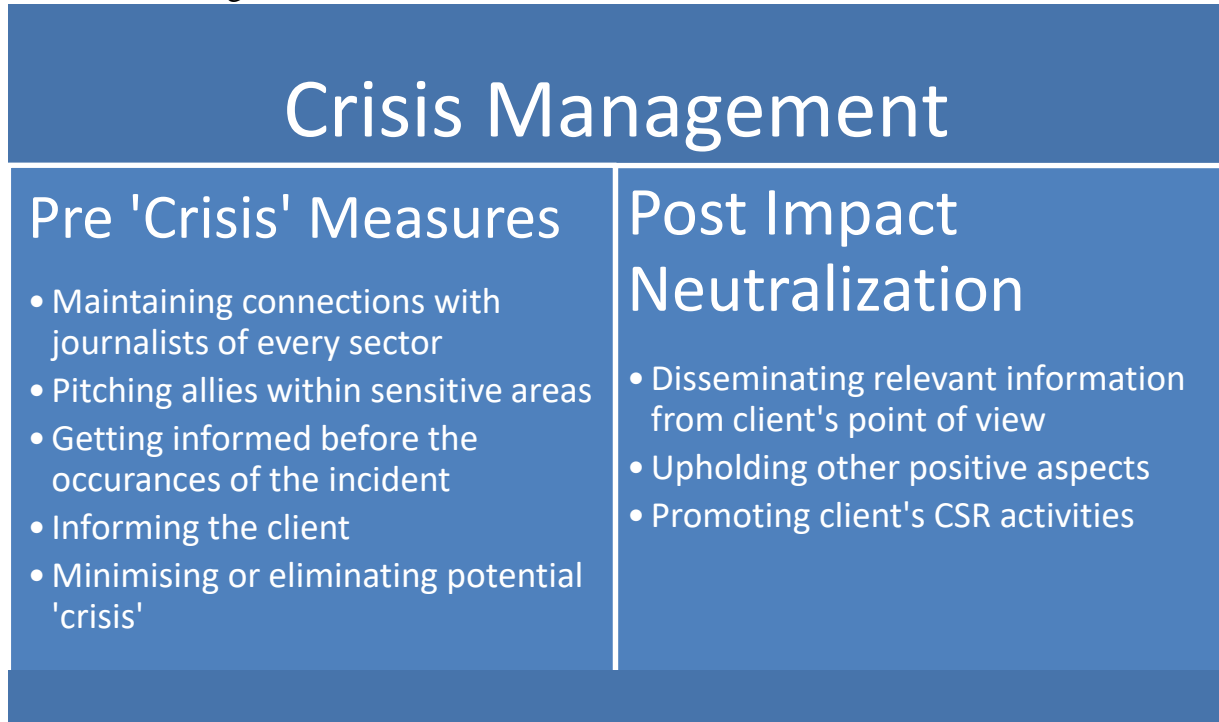 Crisis Management
Pre 'Crisis' Measures
• Maintaining connections with
journalists of every sector
• Pitching allies within sensitive areas
• Getting informed before the
occurances of the incident
• Informing the client
• Minimising or eliminating potential
'crisis'
Post Impact
Neutralization
• Disseminating relevant information
from client's point of view
• Upholding other positive aspects
• Promoting client's CSR activities